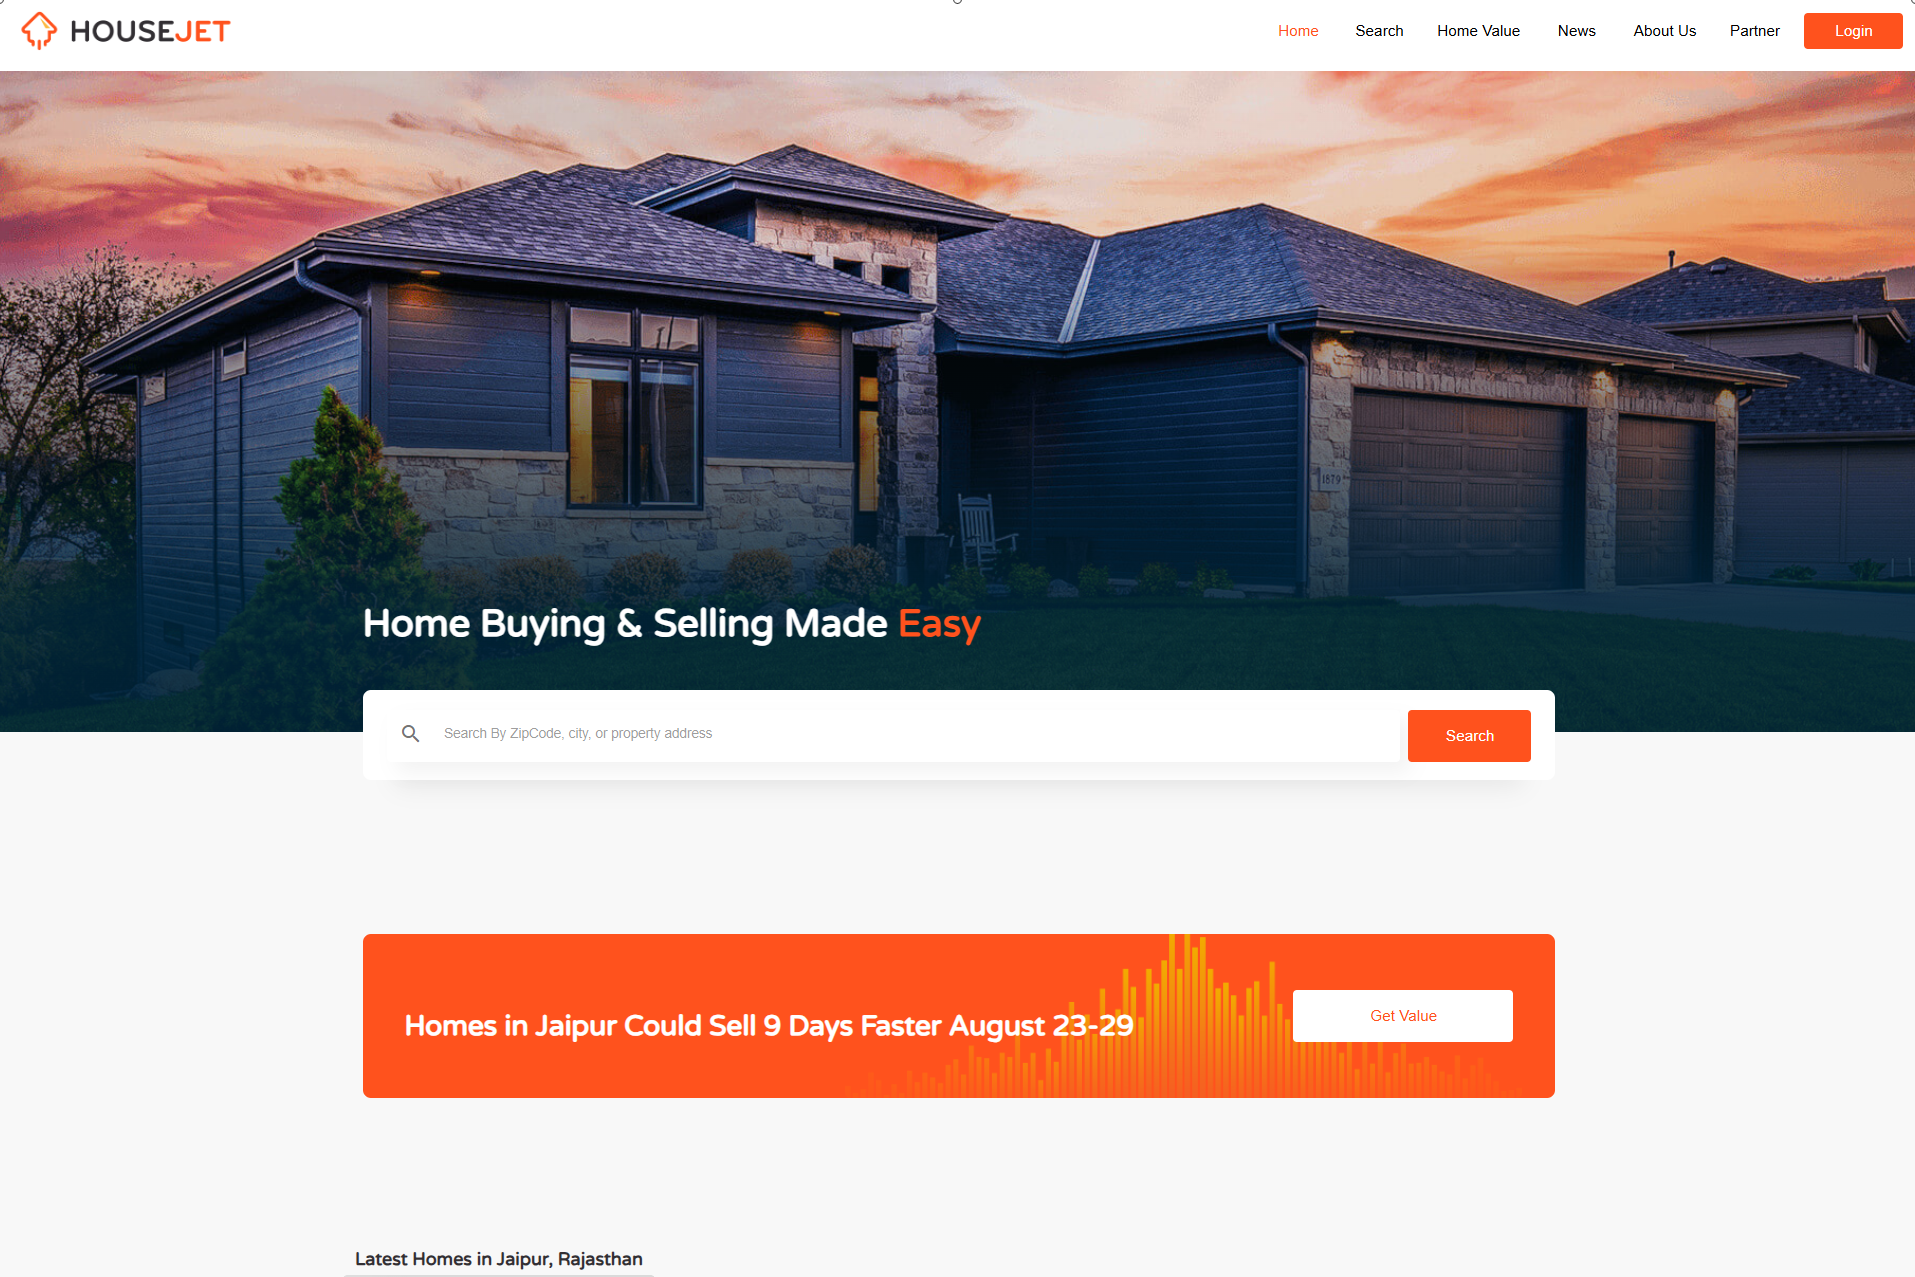 HOUSEJET
Home Search Home Value News About Us Partner Login
1879
Home Buying & Selling Made Easy
Search By ZipCode, city, or property address
Search
Homes in Jaipur Could Sell 9 Days Faster August 23-29
Get Value
Latest Homes in Jaipur, Rajasthan